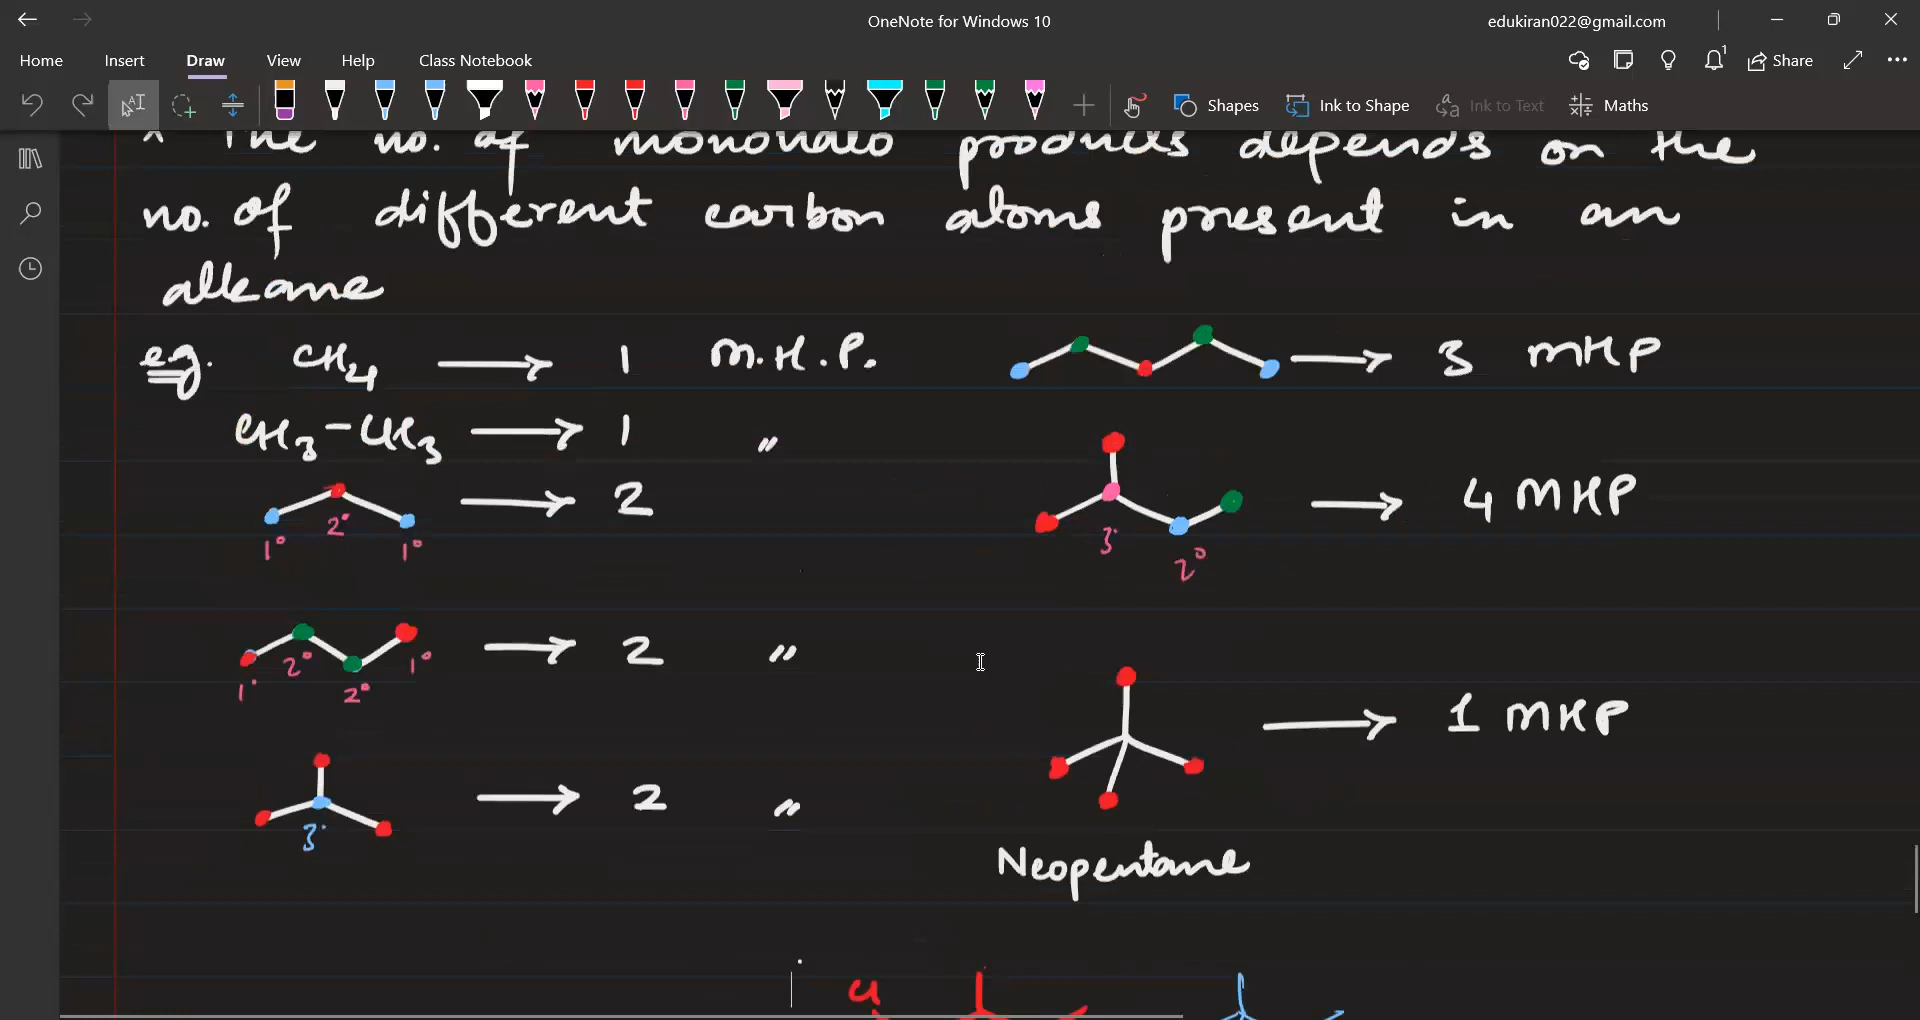 OneNote for Windows 10
edukiran022@gmail.com
Home Insert Draw View Help Class Notebook
1
Share
Shapes Ink to Shape Ink to Text Maths
x The no. of monohalo products depends on the
no. of different carbon atoms present in an
alkane
eg. CH4 → 1 M.H.P.
→ 3 MHP
CH3-CH3 → 1 "
→ 2
2°
1° 1°
→ 4 MHP
3°
2°
→ 2 "
1° 2° 2° 1°
→ 1 MHP
→ 2 "
3°
Neopentane
Cl